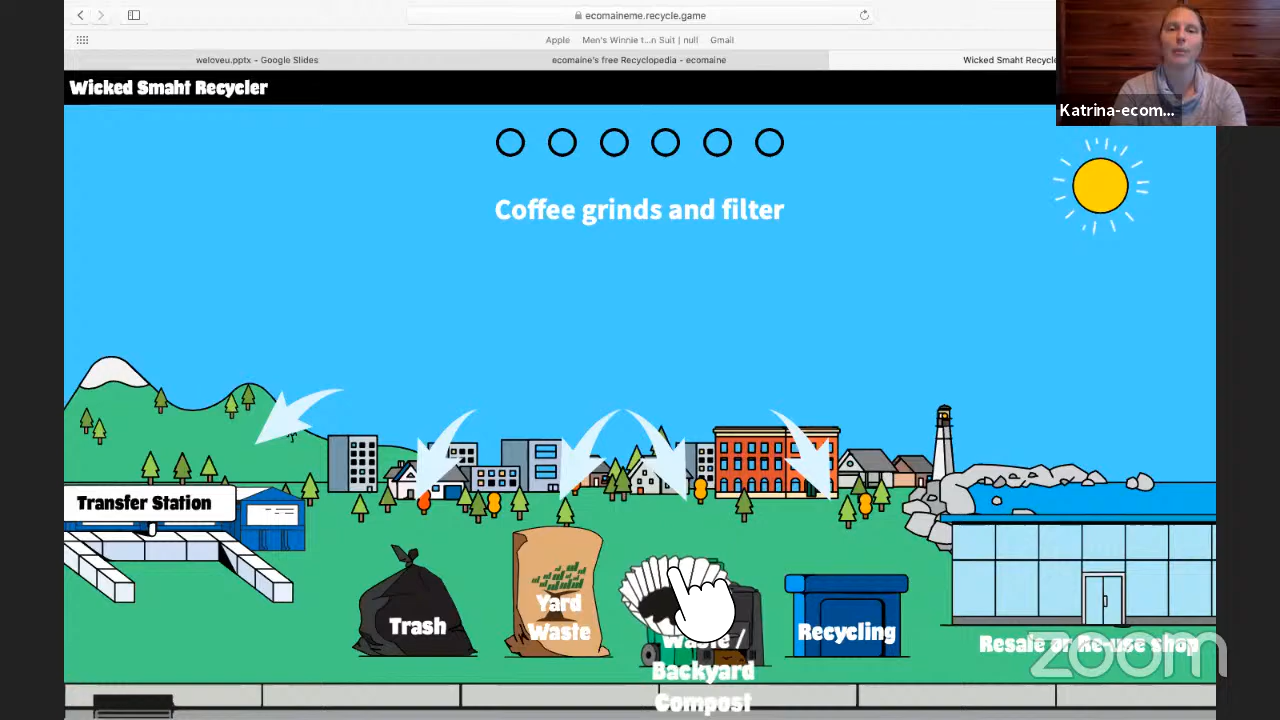 ecomaineme.recycle.game
Apple
Men's Winnie t...n Suit | null
Gmail
weloveu.pptx - Google Slides
ecomaine's free Recyclopedia - ecomaine
Wicked Smaht Recycle
Katrina-ecom...
Wicked Smaht Recycler
Coffee grinds and filter
Transfer Station
Trash
Yard
Waste
Waste /
Backyard
Compost
Recycling
Resale or Re-use shop
zoom